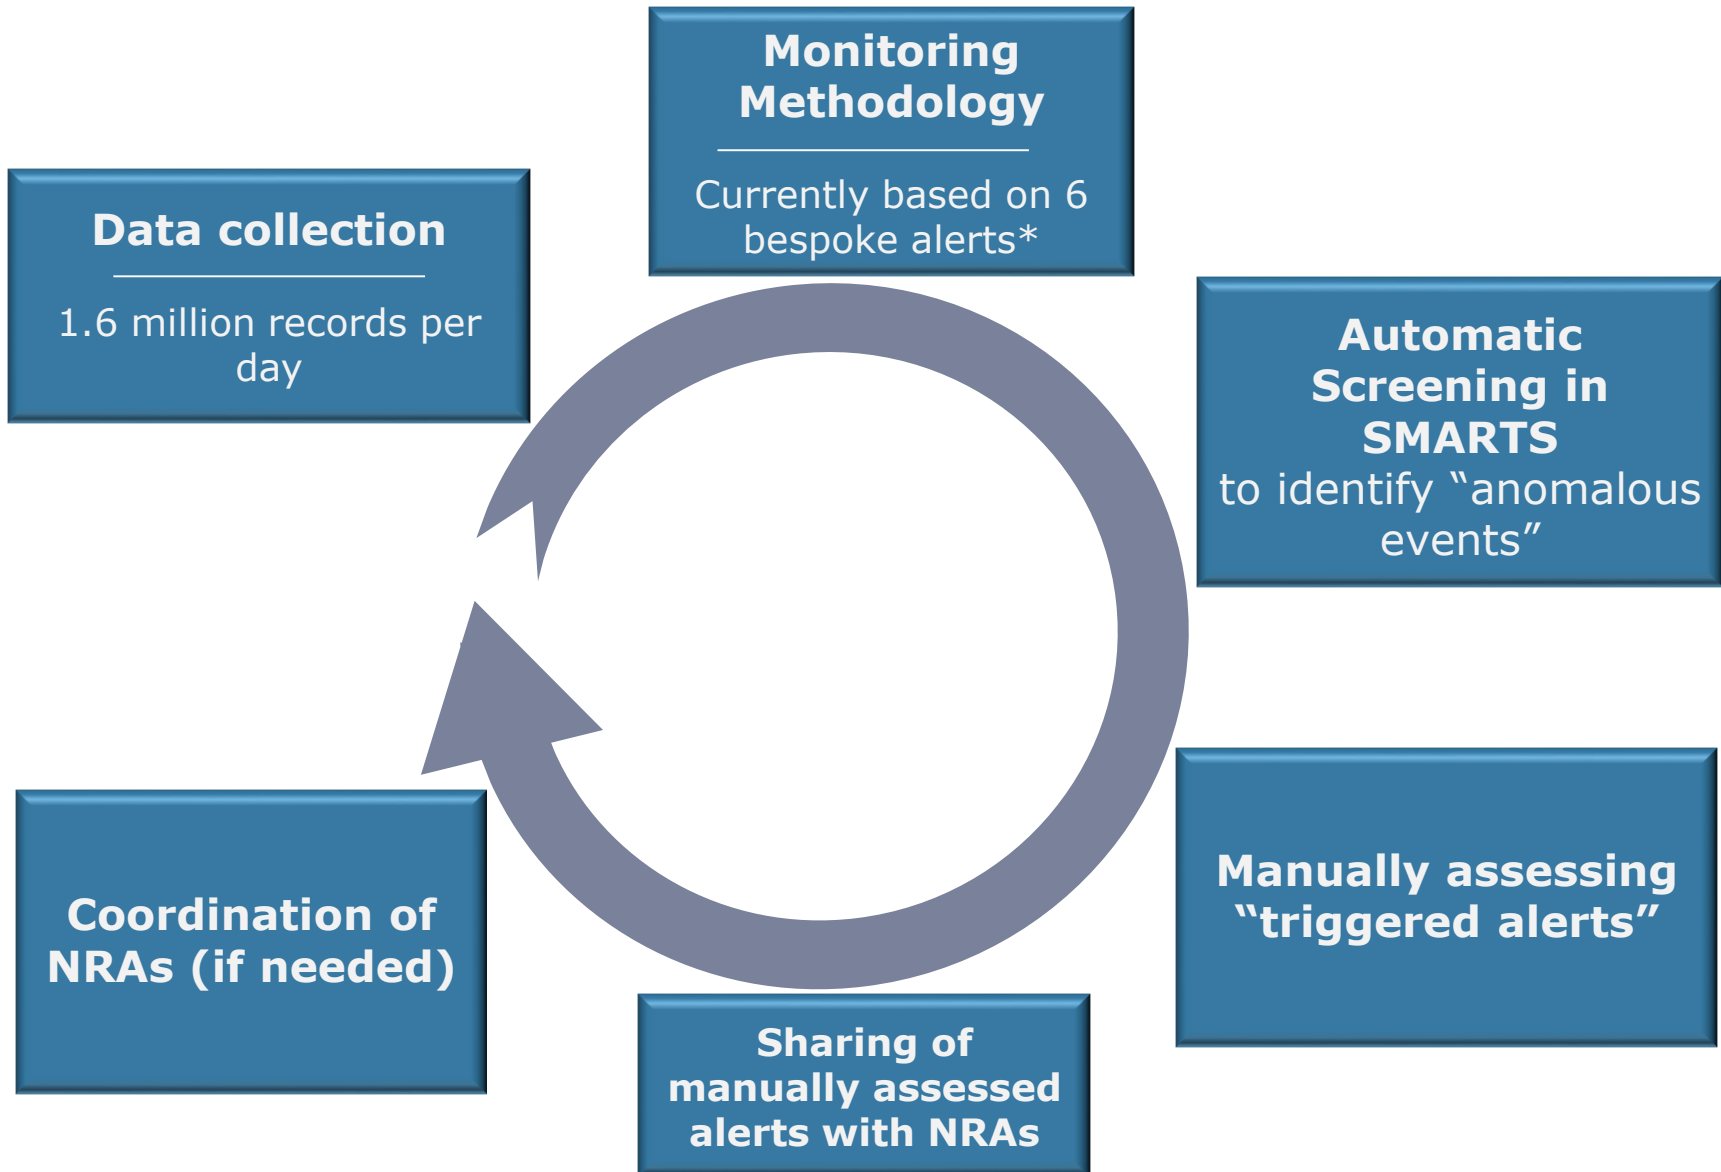 Monitoring
Methodology
Currently based on 6
bespoke alerts*
Data collection
1.6 million records per
day
Automatic
Screening in
SMARTS
to identify “anomalous
events”
Manually assessing
“triggered alerts”
Sharing of
manually assessed
alerts with NRAs
Coordination of
NRAs (if needed)